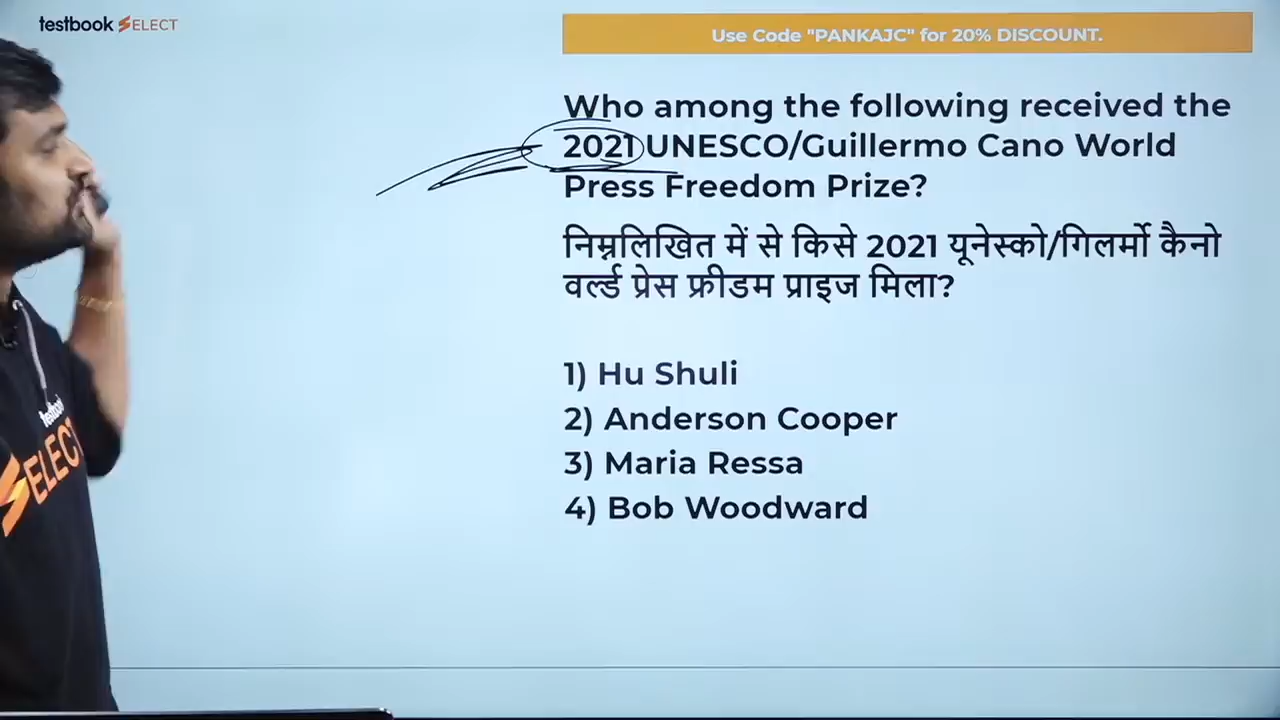 testbook SELECT
Use Code "PANKAJC" for 20% DISCOUNT.
Who among the following received the
2021 UNESCO/Guillermo Cano World
Press Freedom Prize?
निम्नलिखित में से किसे 2021 यूनेस्को/गिलर्मो कैनो
वर्ल्ड प्रेस फ्रीडम प्राइज मिला?
1) Hu Shuli
2) Anderson Cooper
3) Maria Ressa
4) Bob Woodward
testbook
SELECT